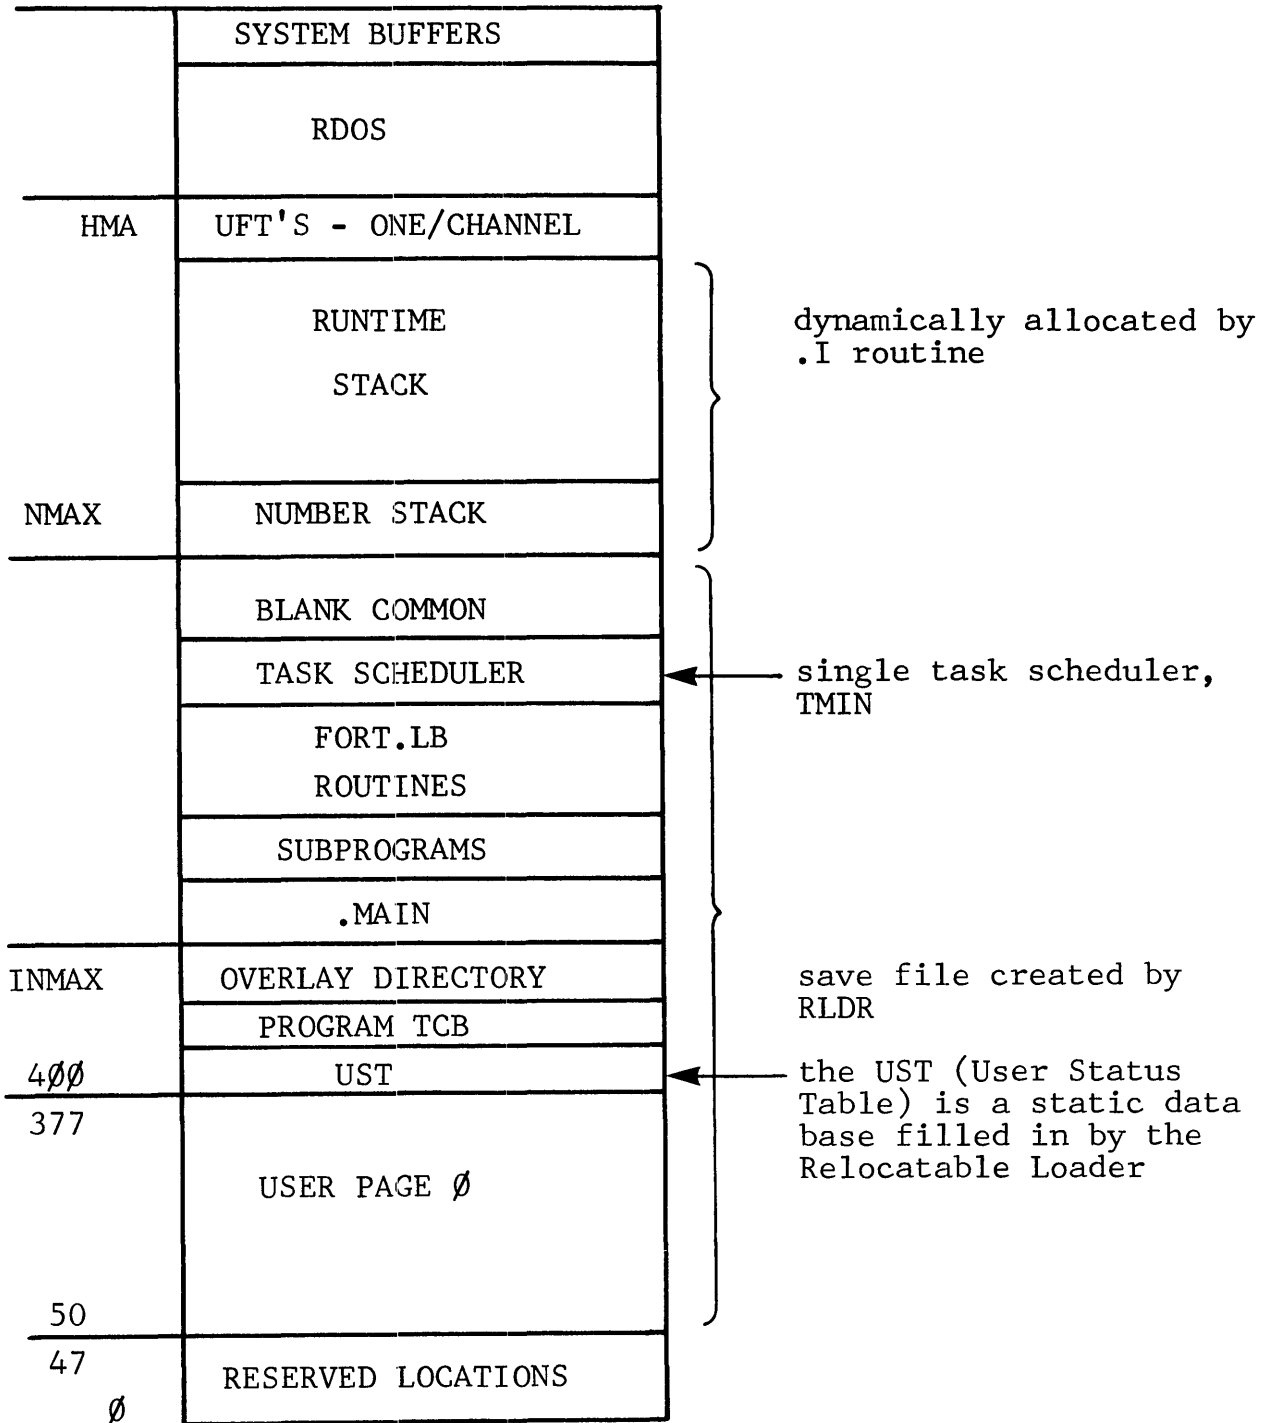 SYSTEM BUFFERS
RDOS
HMA UFT'S - ONE/CHANNEL
RUNTIME
STACK
dynamically allocated by
.I routine
NMAX NUMBER STACK
BLANK COMMON
TASK SCHEDULER
single task scheduler,
TMIN
FORT.LB
ROUTINES
SUBPROGRAMS
.MAIN
INMAX OVERLAY DIRECTORY
save file created by
RLDR
PROGRAM TCB
4ØØ UST
the UST (User Status
Table) is a static data
base filled in by the
Relocatable Loader
377
USER PAGE Ø
50
47
RESERVED LOCATIONS
Ø